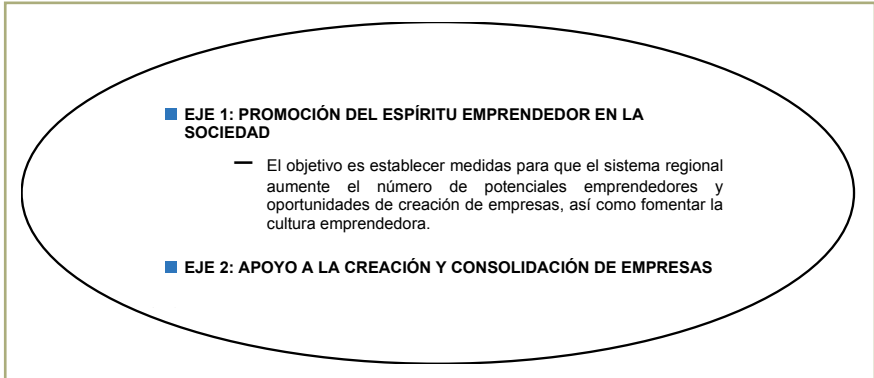 EJE 1: PROMOCIÓN DEL ESPÍRITU EMPRENDEDOR EN LA
SOCIEDAD
— El objetivo es establecer medidas para que el sistema regional
aumente el número de potenciales emprendedores y
oportunidades de creación de empresas, así como fomentar la
cultura emprendedora.
EJE 2: APOYO A LA CREACIÓN Y CONSOLIDACIÓN DE EMPRESAS